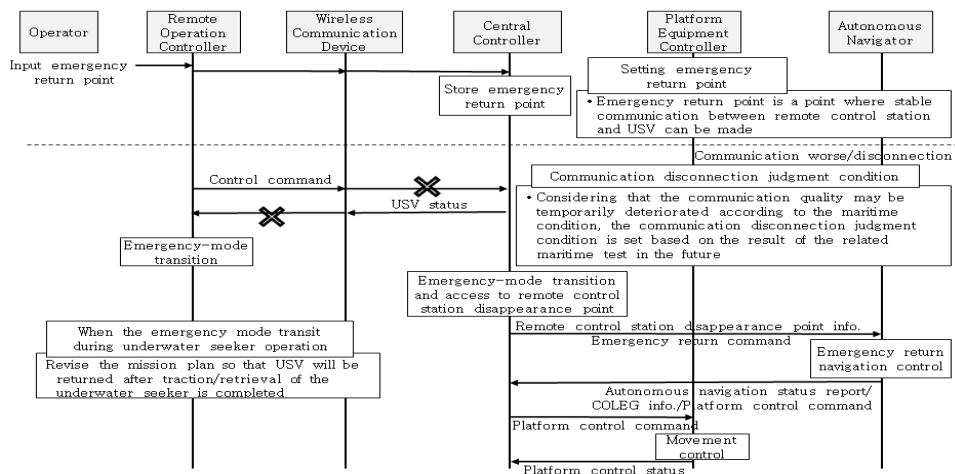 Operator
Remote
Operation
Controller
Wireless
Communication
Device
Central
Controller
Platform
Equipment
Controller
Autonomous
Navigator
Input emergency
return point
Store emergency
return point
Setting emergency
return point
• Emergency return point is a point where stable
communication between remote control station
and USV can be made
Communication worse/disconnection
Control command
USV status
Communication disconnection judgment condition
• Considering that the communication quality may be
temporarily deteriorated according to the maritime
condition, the communication disconnection judgment
condition is set based on the result of the related
maritime test in the future
Emergency-mode
transition
Emergency-mode transition
and access to remote control
station disappearance point
When the emergency mode transit
during underwater seeker operation
Revise the mission plan so that USV will be
returned after traction/retrieval of the
underwater seeker is completed
Remote control station disappearance point info.
Emergency return command
Emergency return
navigation control
Autonomous navigation status report/
COLEG info./Platform control command
Platform control command
Movement
control
Platform control status